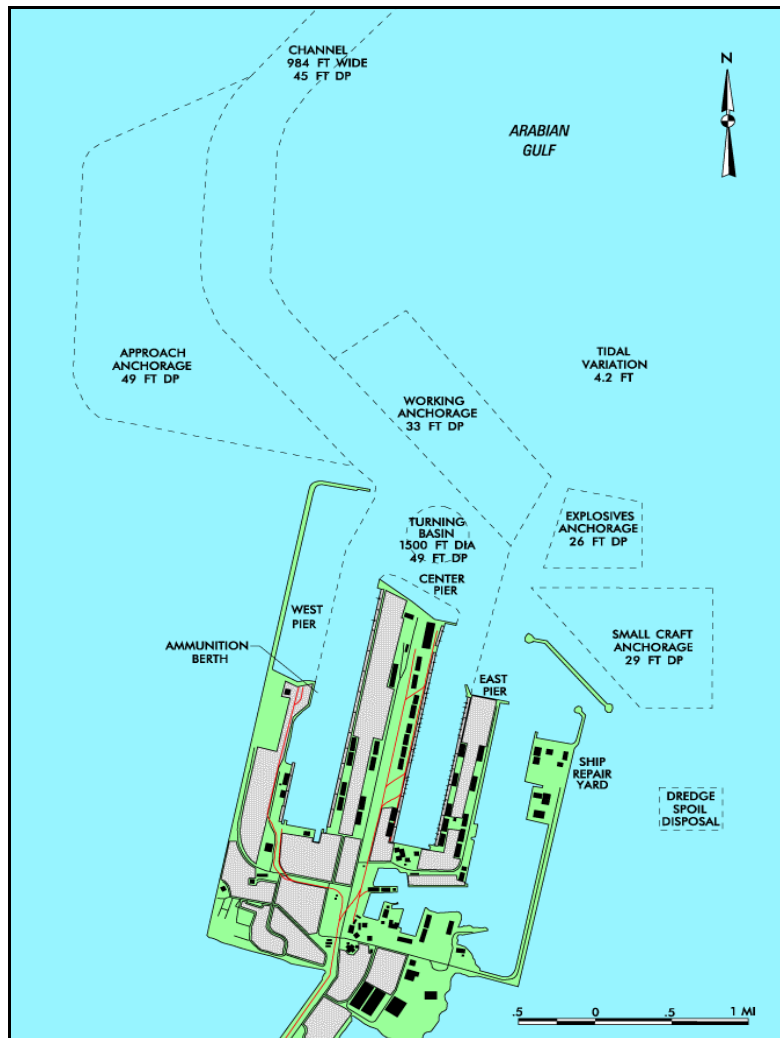 CHANNEL
984 FT WIDE
45 FT DP
N
ARABIAN
GULF
APPROACH
ANCHORAGE
49 FT DP
TIDAL
VARIATION
4.2 FT
WORKING
ANCHORAGE
33 FT DP
TURNING
BASIN
1500 FT DIA
49 FT DP
EXPLOSIVES
ANCHORAGE
26 FT DP
CENTER
PIER
WEST
PIER
AMMUNITION
BERTH
SMALL CRAFT
ANCHORAGE
29 FT DP
EAST
PIER
SHIP
REPAIR
YARD
DREDGE
SPOIL
DISPOSAL
.5 0 .5 1 MI